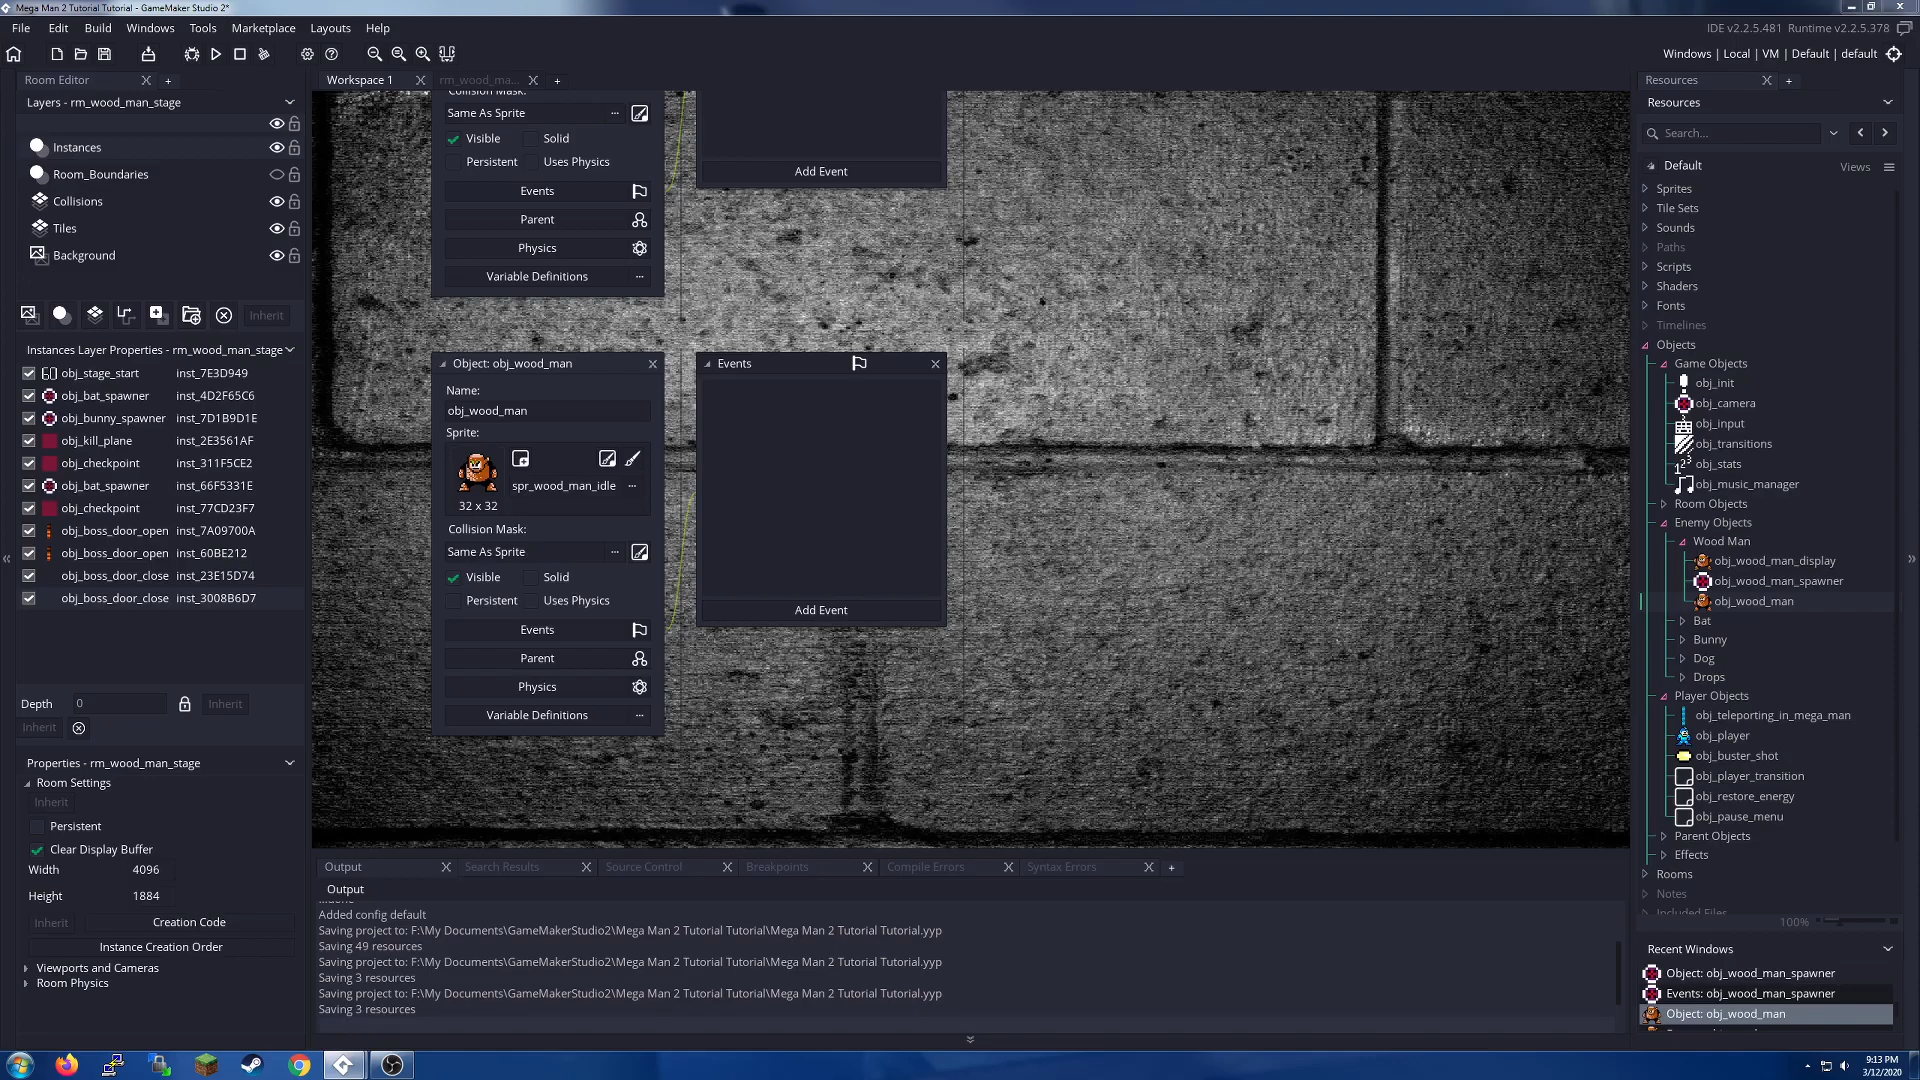 Mega Man 2 Tutorial Tutorial - GameMaker Studio 2*
File Edit Build Windows Tools Marketplace Layouts Help
IDE v2.2.5.481 Runtime v2.2.5.378
Windows | Local | VM | Default | default
Room Editor
Layers - rm_wood_man_stage
Instances
Room_Boundaries
Collisions
Tiles
Background
Inherit
Instances Layer Properties - rm_wood_man_stage
obj_stage_start inst_7E3D949
obj_bat_spawner inst_4D2F65C6
obj_bunny_spawner inst_7D1B9D1E
obj_kill_plane inst_2E3561AF
obj_checkpoint inst_311F5CE2
obj_bat_spawner inst_66F5331E
obj_checkpoint inst_77CD23F7
obj_boss_door_open inst_7A09700A
obj_boss_door_open inst_60BE212
obj_boss_door_close inst_23E15D74
obj_boss_door_close inst_3008B6D7
Depth 0 Inherit
Inherit
Properties - rm_wood_man_stage
Room Settings
Inherit
Persistent
Clear Display Buffer
Width 4096
Height 1884
Inherit Creation Code
Instance Creation Order
Viewports and Cameras
Room Physics
Workspace 1
rm_wood_ma...
Collision Mask:
Same As Sprite
Visible Solid
Persistent Uses Physics
Events
Parent
Physics
Variable Definitions
Add Event
Object: obj_wood_man
Name:
obj_wood_man
Sprite:
spr_wood_man_idle
32 x 32
Collision Mask:
Same As Sprite
Visible Solid
Persistent Uses Physics
Events
Parent
Physics
Variable Definitions
Events
Add Event
Output Search Results Source Control Breakpoints Compile Errors Syntax Errors
Output
Added config default
Saving project to: F:\My Documents\GameMakerStudio2\Mega Man 2 Tutorial Tutorial\Mega Man 2 Tutorial Tutorial.yyp
Saving 49 resources
Saving project to: F:\My Documents\GameMakerStudio2\Mega Man 2 Tutorial Tutorial\Mega Man 2 Tutorial Tutorial.yyp
Saving 3 resources
Saving project to: F:\My Documents\GameMakerStudio2\Mega Man 2 Tutorial Tutorial\Mega Man 2 Tutorial Tutorial.yyp
Saving 3 resources
Resources
Resources
Search...
Default Views
Sprites
Tile Sets
Sounds
Paths
Scripts
Shaders
Fonts
Timelines
Objects
Game Objects
obj_init
obj_camera
obj_input
obj_transitions
obj_stats
obj_music_manager
Room Objects
Enemy Objects
Wood Man
obj_wood_man_display
obj_wood_man_spawner
obj_wood_man
Bat
Bunny
Dog
Drops
Player Objects
obj_teleporting_in_mega_man
obj_player
obj_buster_shot
obj_player_transition
obj_restore_energy
obj_pause_menu
Parent Objects
Effects
Rooms
Notes
Included Files
100%
Recent Windows
Object: obj_wood_man_spawner
Events: obj_wood_man_spawner
Object: obj_wood_man
9:13 PM
3/12/2020